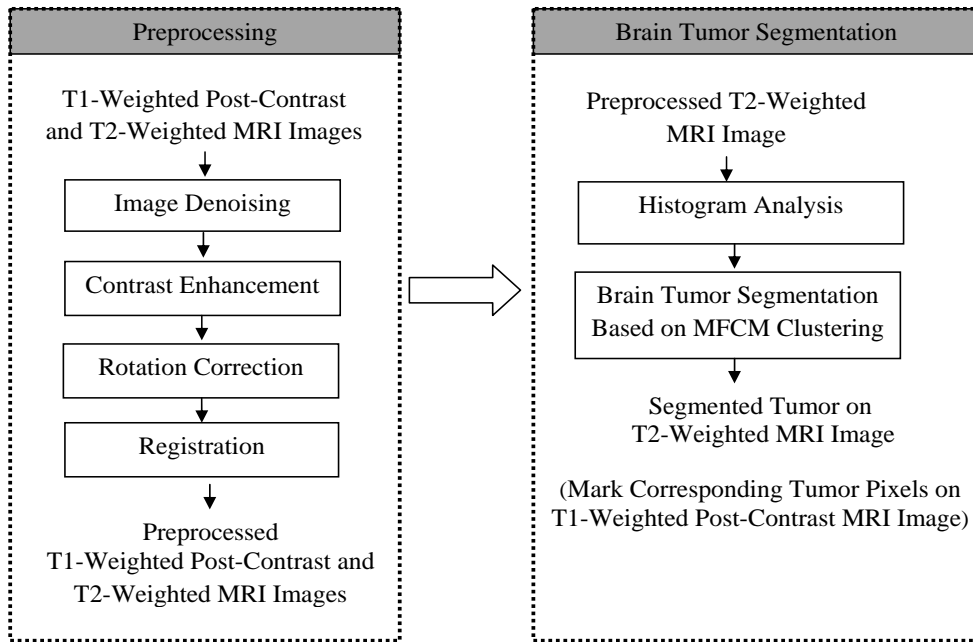 Preprocessing
T1-Weighted Post-Contrast
and T2-Weighted MRI Images
Image Denoising
Contrast Enhancement
Rotation Correction
Registration
Preprocessed
T1-Weighted Post-Contrast and
T2-Weighted MRI Images
Brain Tumor Segmentation
Preprocessed T2-Weighted
MRI Image
Histogram Analysis
Brain Tumor Segmentation
Based on MFCM Clustering
Segmented Tumor on
T2-Weighted MRI Image
(Mark Corresponding Tumor Pixels on
T1-Weighted Post-Contrast MRI Image)